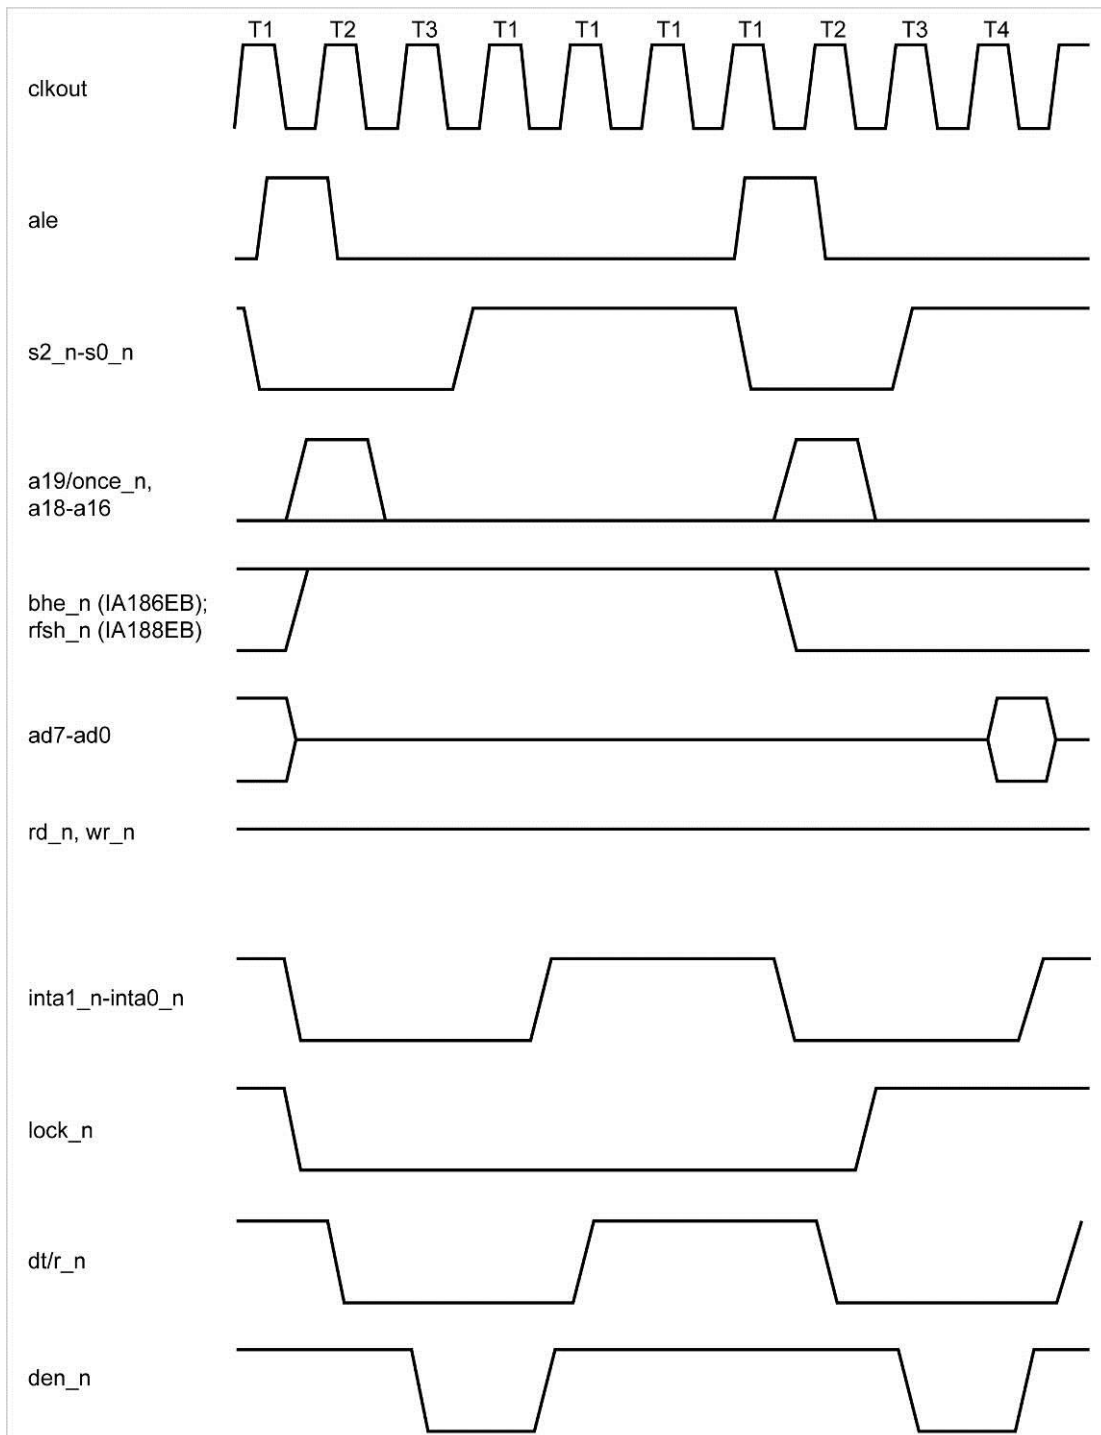 T1 T2 T3 T1 T1 T1 T1 T2 T3 T4
clkout
ale
s2_n-s0_n
a19/once_n,
a18-a16
bhe_n (IA186EB);
rfsh_n (IA188EB)
ad7-ad0
rd_n, wr_n
inta1_n-inta0_n
lock_n
dt/r_n
den_n